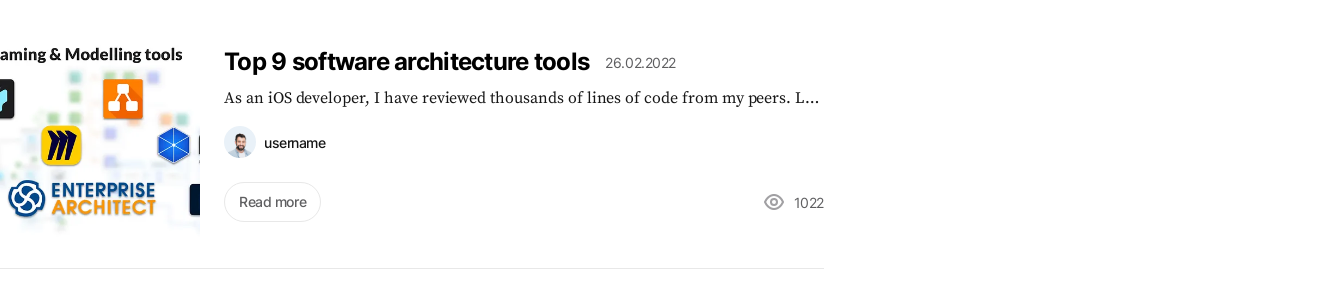 aming & Modelling tools
ENTERPRISE
ARCHITECT
Top 9 software architecture tools 26.02.2022
As an iOS developer, I have reviewed thousands of lines of code from my peers. L...
username
Read more
1022